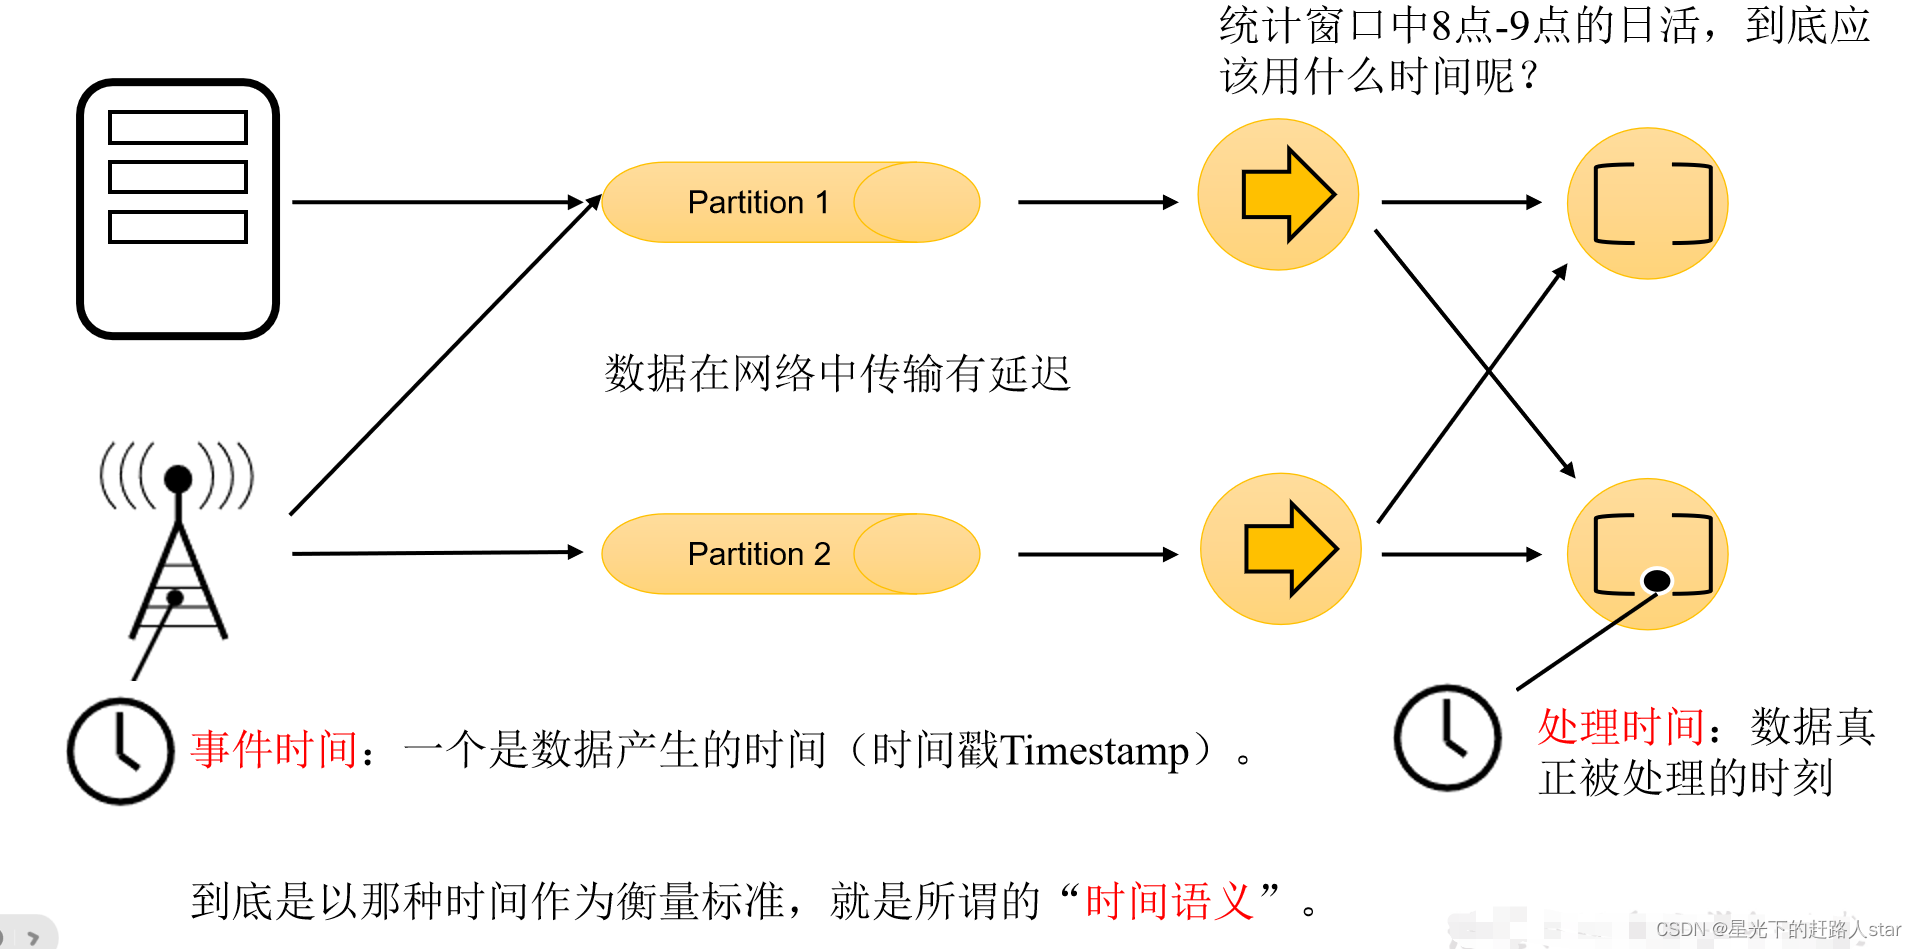 统计窗口中8点-9点的日活，到底应
该用什么时间呢？
Partition 1
数据在网络中传输有延迟
Partition 2
事件时间：一个是数据产生的时间（时间戳Timestamp）。
处理时间：数据真
正被处理的时刻
到底是以那种时间作为衡量标准，就是所谓的“时间语义”。
CSDN @星光下的赶路人star